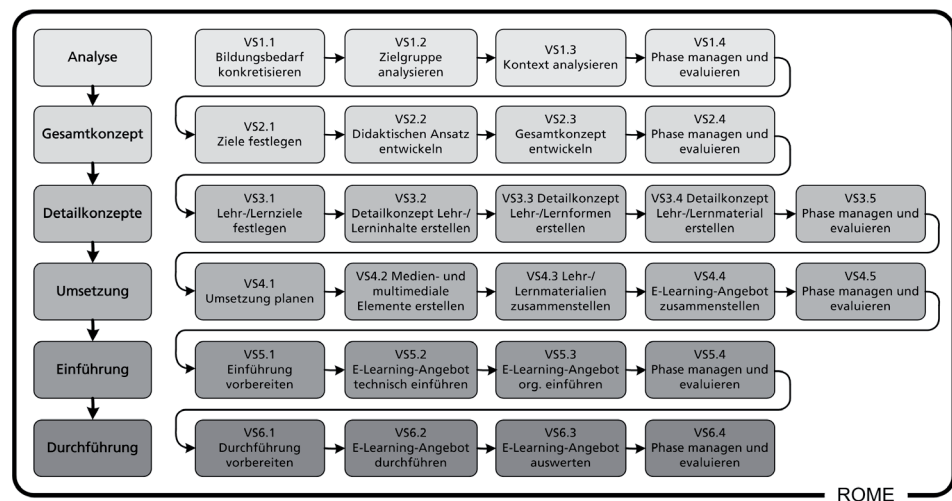 Analyse
VS1.1
Bildungsbedarf
konkretisieren
VS1.2
Zielgruppe
analysieren
VS1.3
Kontext analysieren
VS1.4
Phase managen und
evaluieren
Gesamtkonzept
VS2.1
Ziele festlegen
VS2.2
Didaktischen Ansatz
entwickeln
VS2.3
Gesamtkonzept
entwickeln
VS2.4
Phase managen und
evaluieren
Detailkonzepte
VS3.1
Lehr-/Lernziele
festlegen
VS3.2
Detailkonzept Lehr-/
Lerninhalte erstellen
VS3.3 Detailkonzept
Lehr-/Lernformen
erstellen
VS3.4 Detailkonzept
Lehr-/Lernmaterial
erstellen
VS3.5
Phase managen und
evaluieren
Umsetzung
VS4.1
Umsetzung planen
VS4.2 Medien- und
multimediale
Elemente erstellen
VS4.3 Lehr-/
Lernmaterialien
zusammenstellen
VS4.4
E-Learning-Angebot
zusammenstellen
VS4.5
Phase managen und
evaluieren
Einführung
VS5.1
Einführung
vorbereiten
VS5.2
E-Learning-Angebot
technisch einführen
VS5.3
E-Learning-Angebot
org. einführen
VS5.4
Phase managen und
evaluieren
Durchführung
VS6.1
Durchführung
vorbereiten
VS6.2
E-Learning-Angebot
durchführen
VS6.3
E-Learning-Angebot
auswerten
VS6.4
Phase managen und
evaluieren
ROME